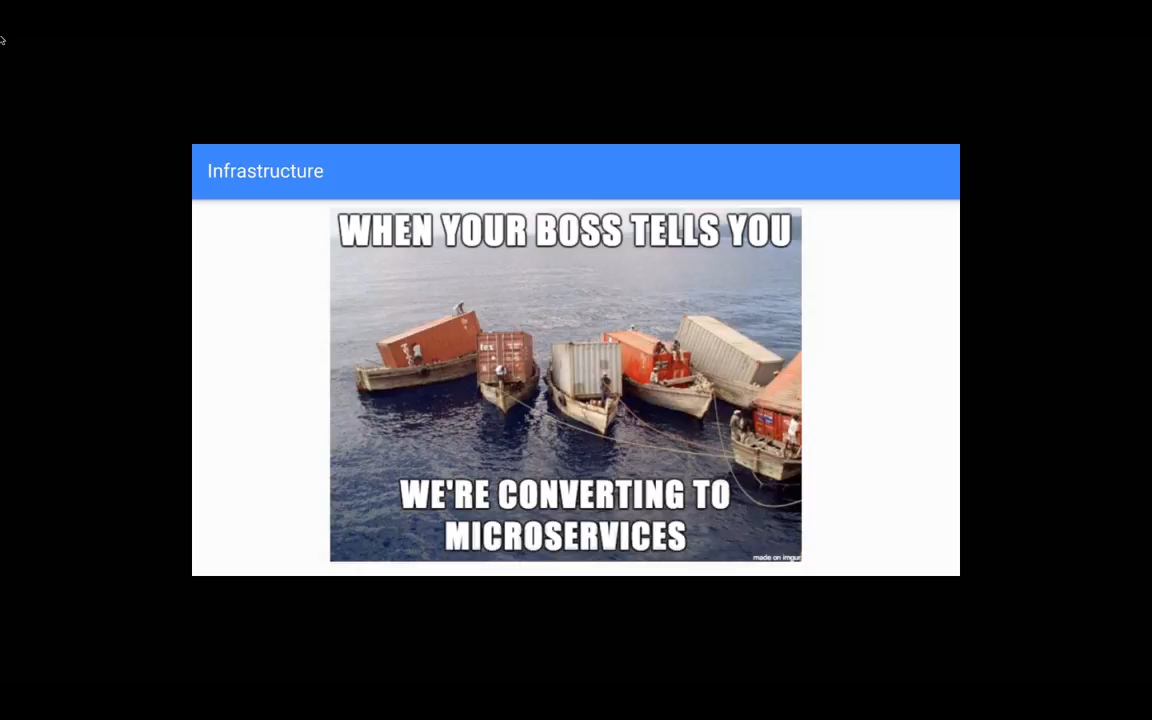 Infrastructure
WHEN YOUR BOSS TELLS YOU
WE'RE CONVERTING TO
MICROSERVICES
made on imgur